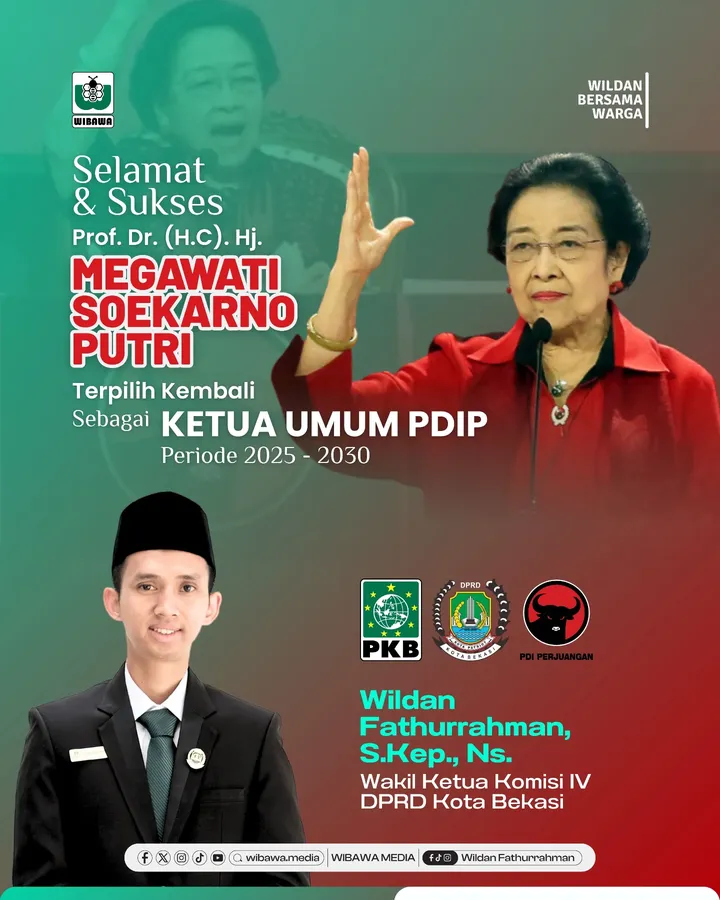 WIBAWA
WILDAN
BERSAMA
WARGA
Selamat
& Sukses
Prof. Dr. (H.C). Hj.
MEGAWATI
SOEKARNO
PUTRI
Terpilih Kembali
Sebagai KETUA UMUM PDIP
Periode 2025 - 2030
PKB
DPRD
KOTA BEKASI
PDI PERJUANGAN
Wildan
Fathurrahman,
S.Kep., Ns.
Wakil Ketua Komisi IV
DPRD Kota Bekasi
wibawa.media WIBAWA MEDIA Wildan Fathurrahman